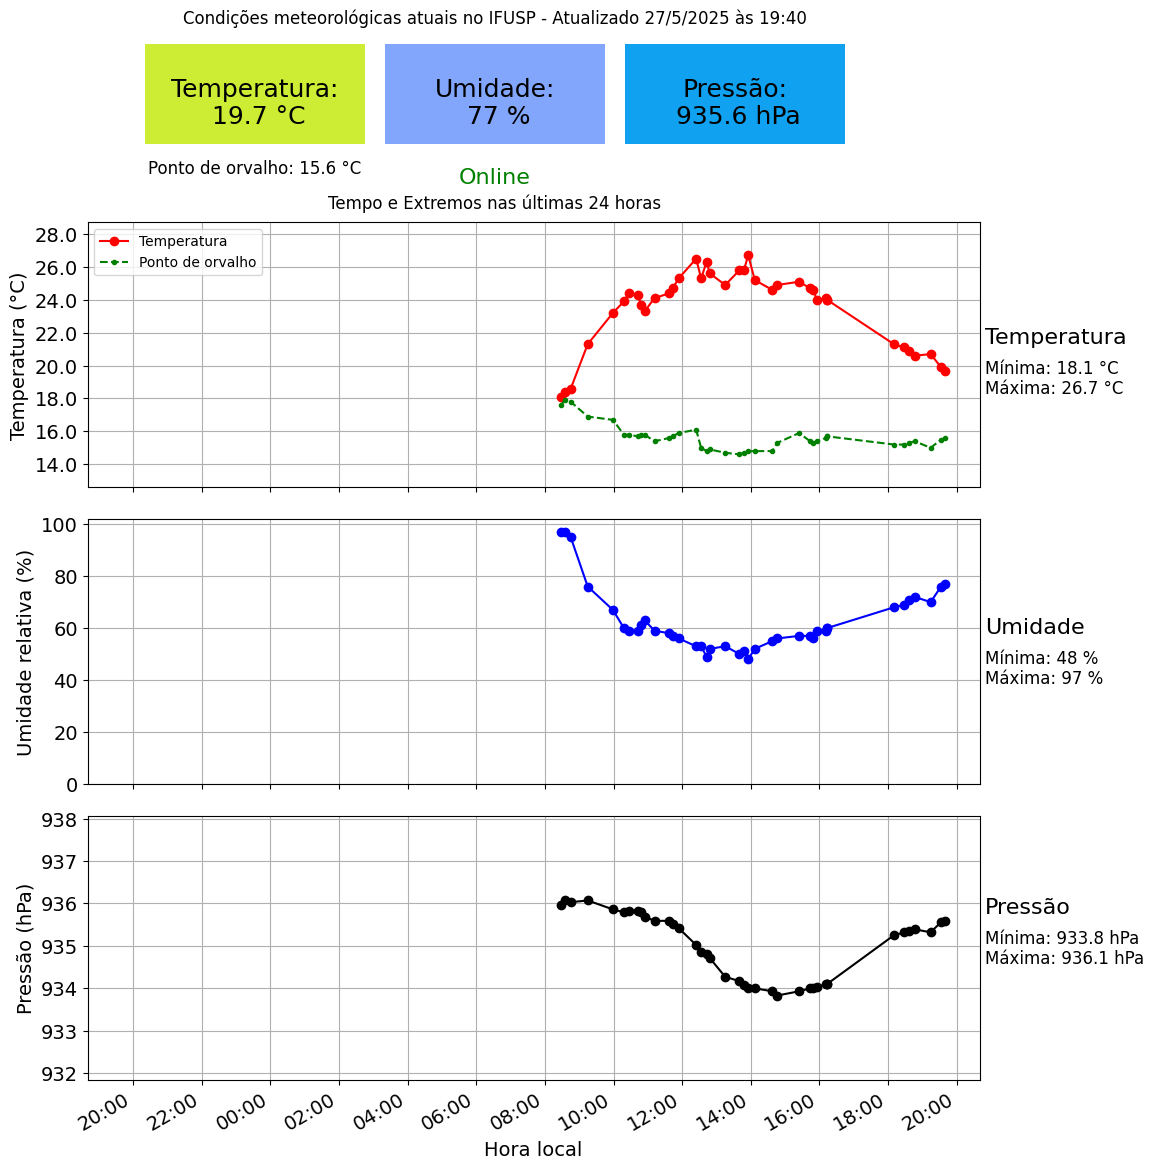 Condições meteorológicas atuais no IFUSP - Atualizado 27/5/2025 às 19:40
Temperatura:
19.7 °C
Umidade:
77 %
Pressão:
935.6 hPa
Ponto de orvalho: 15.6 °C
Online
Tempo e Extremos nas últimas 24 horas
Temperatura (°C)
28.0
26.0
24.0
22.0
20.0
18.0
16.0
14.0
Temperatura
Ponto de orvalho
Temperatura
Mínima: 18.1 °C
Máxima: 26.7 °C
Umidade relativa (%)
100
80
60
40
20
0
Umidade
Mínima: 48 %
Máxima: 97 %
Pressão (hPa)
938
937
936
935
934
933
932
Pressão
Mínima: 933.8 hPa
Máxima: 936.1 hPa
20:00 22:00 00:00 02:00 04:00 06:00 08:00 10:00 12:00 14:00 16:00 18:00 20:00
Hora local